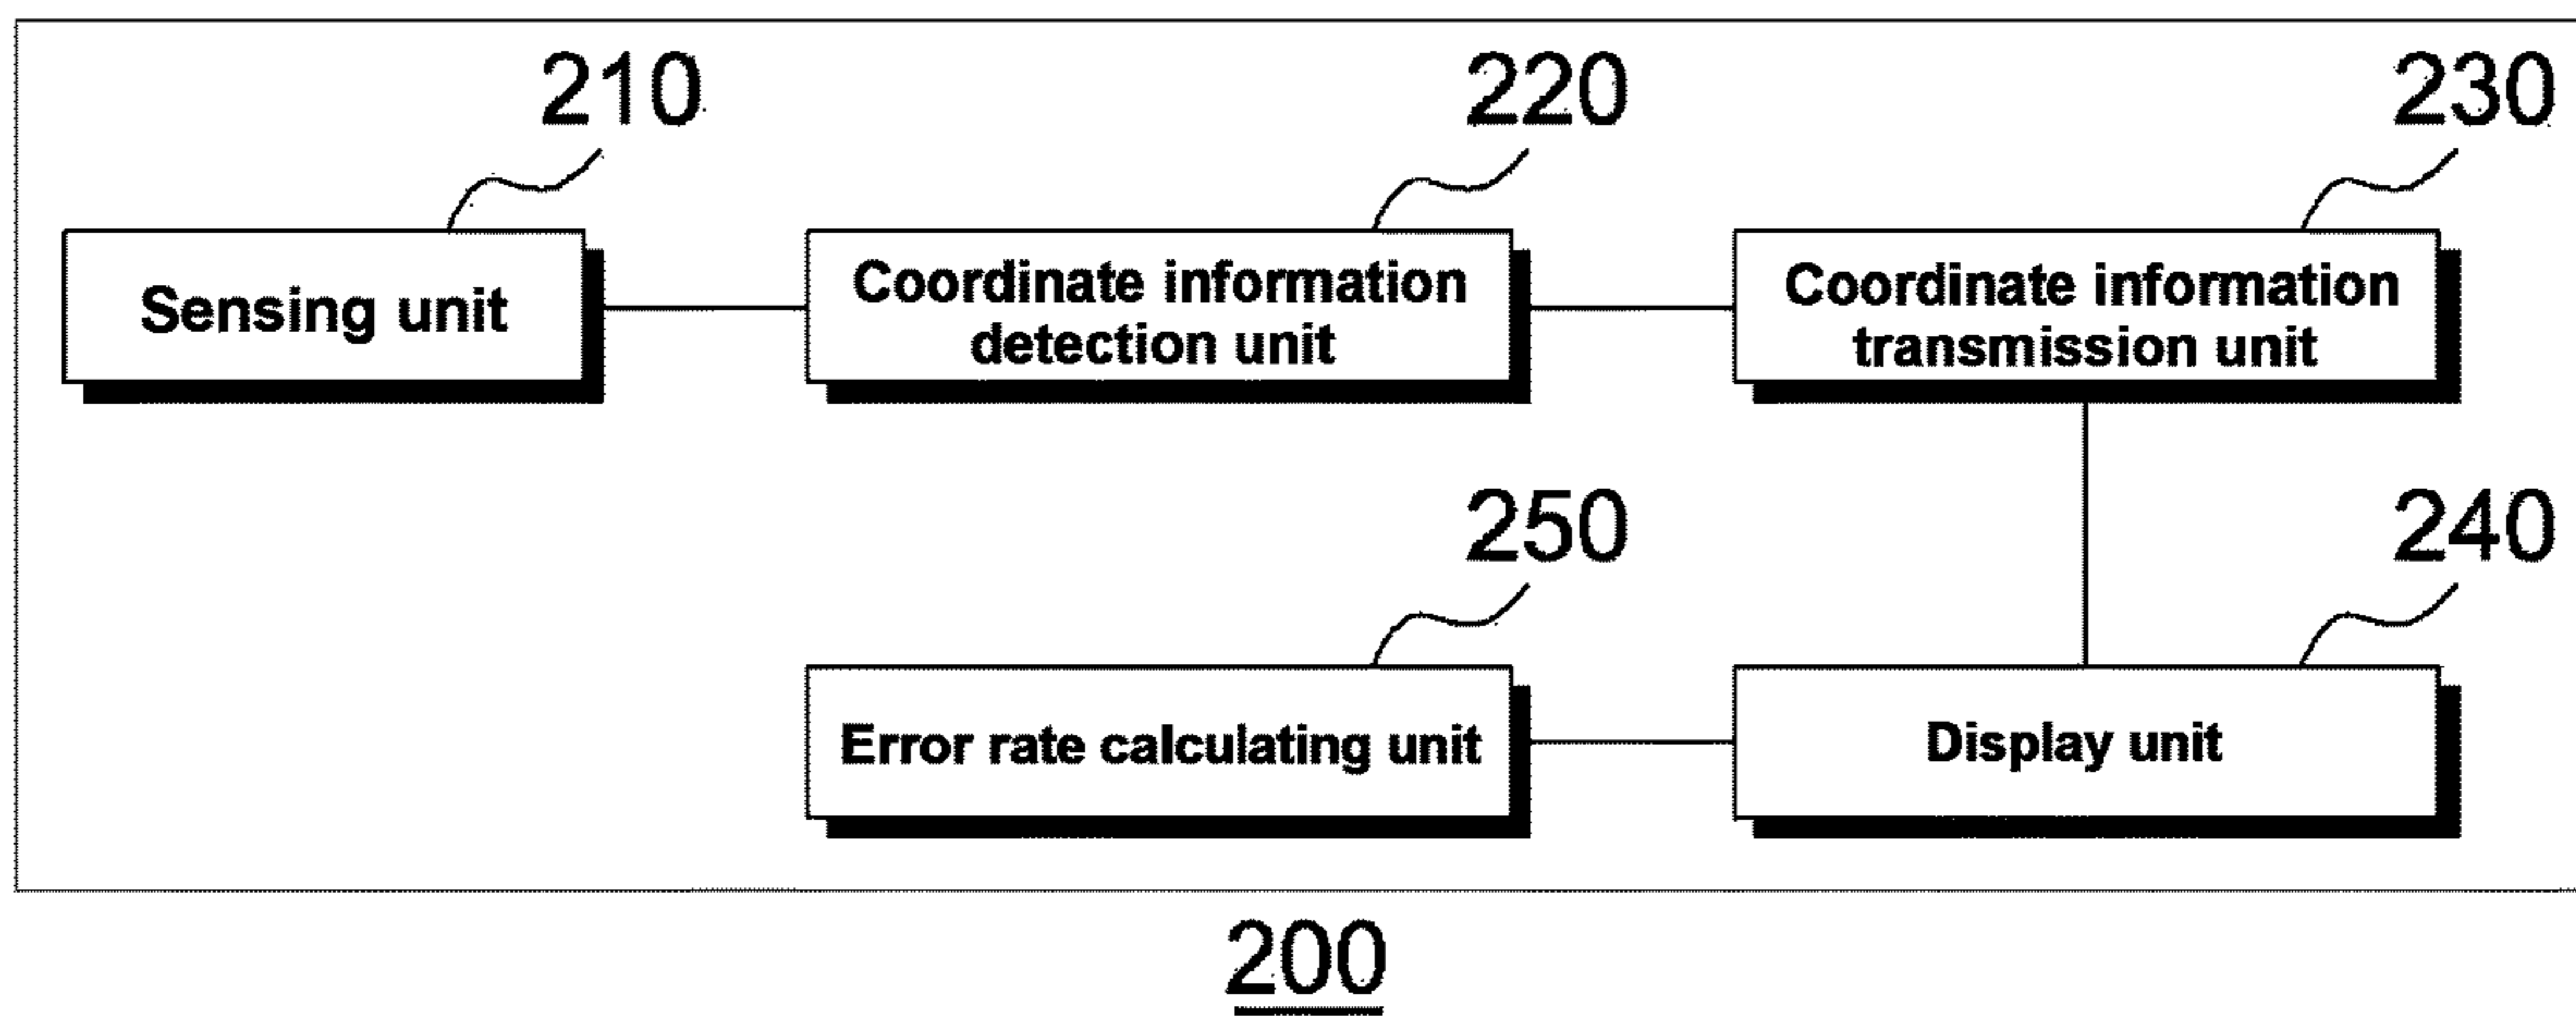 210
220
230
Sensing unit
Coordinate information
detection unit
Coordinate information
transmission unit
250
240
Error rate calculating unit
Display unit
200